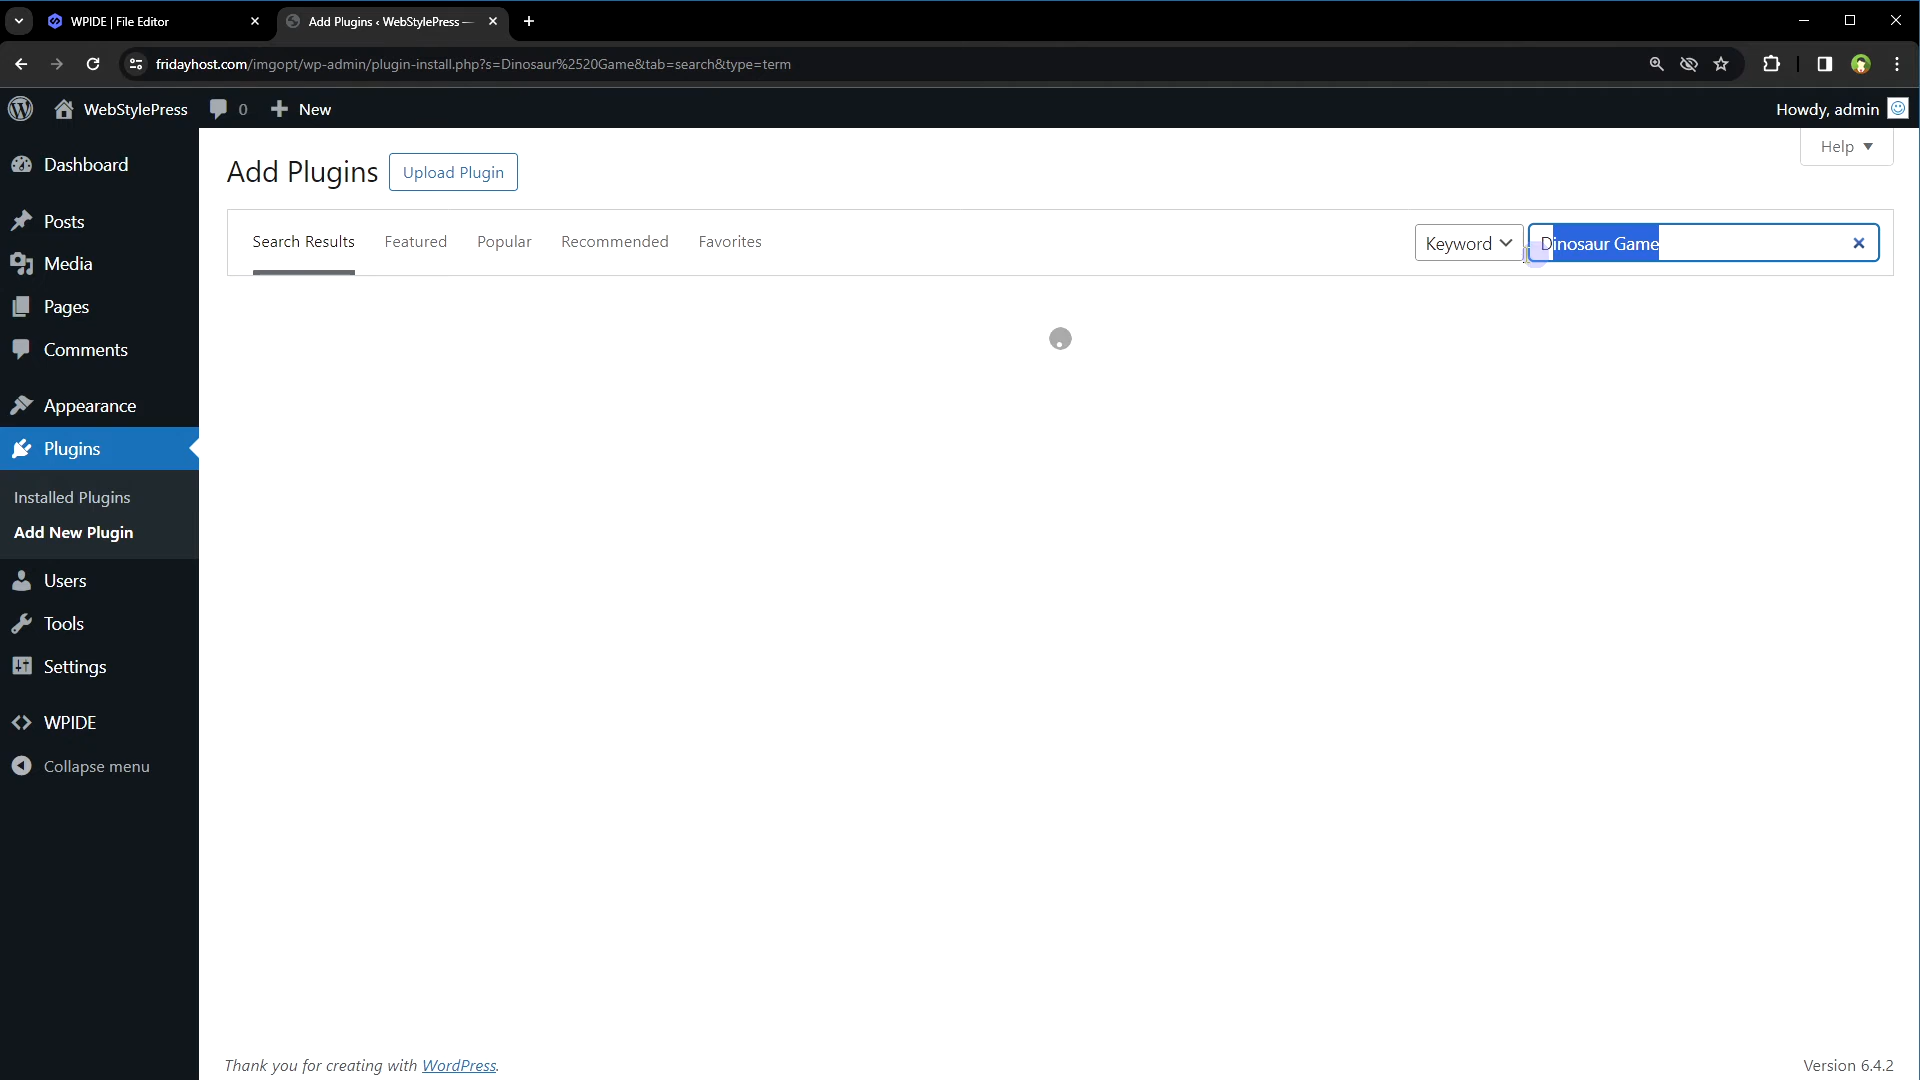 WPIDE | File Editor
Add Plugins ‹ WebStylePress —
fridayhost.com/imgopt/wp-admin/plugin-install.php?s=Dinosaur%2520Game&tab=search&type=term
WebStylePress 0 New
Howdy, admin
Dashboard
Posts
Media
Pages
Comments
Appearance
Plugins
Installed Plugins
Add New Plugin
Users
Tools
Settings
WPIDE
Collapse menu
Help
Add Plugins Upload Plugin
Search Results Featured Popular Recommended Favorites Keyword Dinosaur Game
Thank you for creating with WordPress.
Version 6.4.2